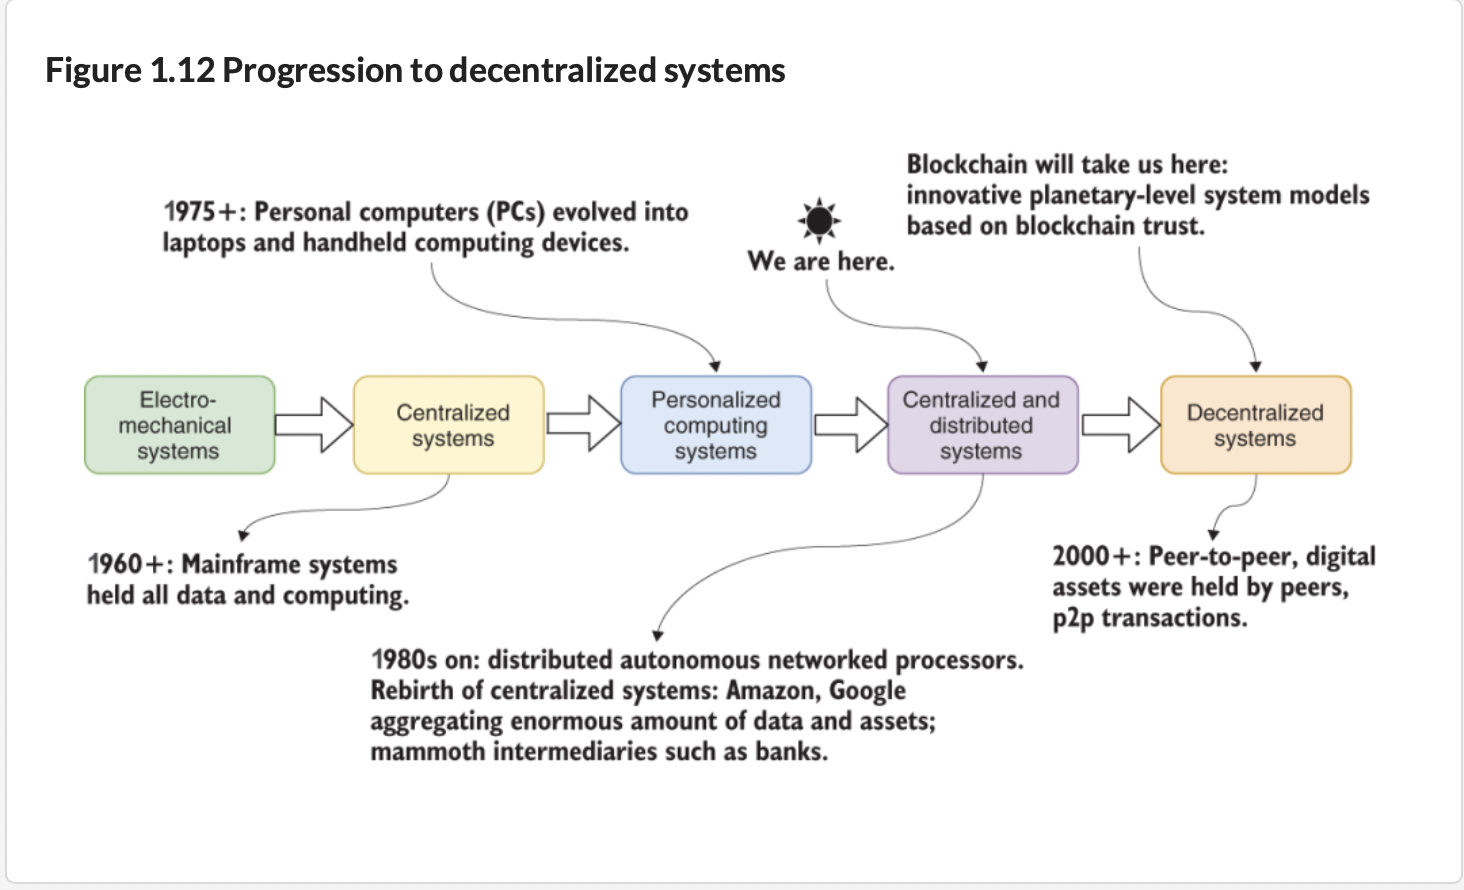 Figure 1.12 Progression to decentralized systems
Blockchain will take us here:
innovative planetary-level system models
based on blockchain trust.
1975+: Personal computers (PCs) evolved into
laptops and handheld computing devices.
We are here.
Electro-
mechanical
systems
Centralized
systems
Personalized
computing
systems
Centralized and
distributed
systems
Decentralized
systems
1960+: Mainframe systems
held all data and computing.
2000+: Peer-to-peer, digital
assets were held by peers,
p2p transactions.
1980s on: distributed autonomous networked processors.
Rebirth of centralized systems: Amazon, Google
aggregating enormous amount of data and assets;
mammoth intermediaries such as banks.